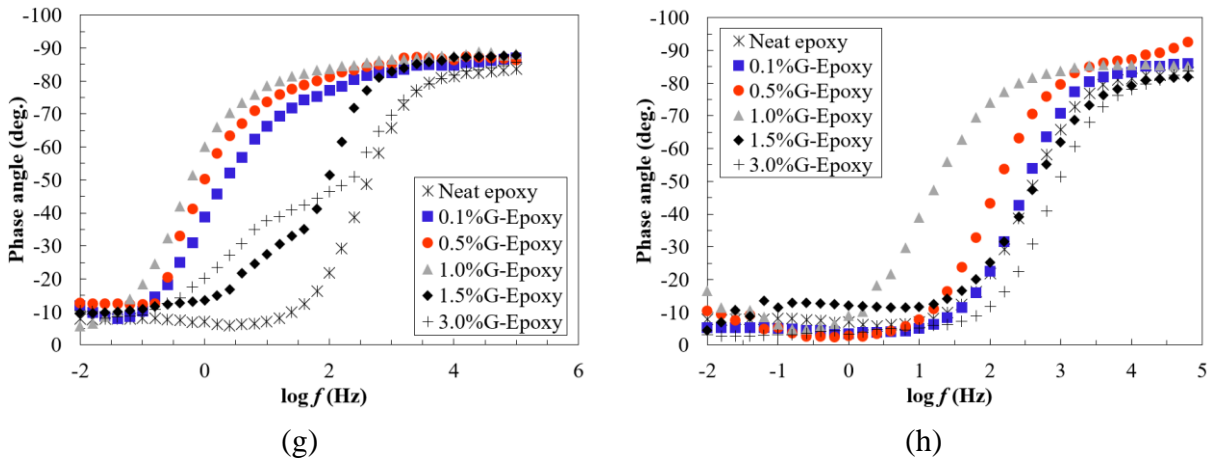 -100
-90
-80
-70
-60
-50
-40
-30
-20
-10
0
Phase angle (deg.)
-2
0
2
4
6
log f (Hz)
Neat epoxy
0.1%G-Epoxy
0.5%G-Epoxy
1.0%G-Epoxy
1.5%G-Epoxy
3.0%G-Epoxy
(g)
-100
-90
-80
-70
-60
-50
-40
-30
-20
-10
0
Phase angle (deg.)
-2
-1
0
1
2
3
4
5
log f (Hz)
Neat epoxy
0.1%G-Epoxy
0.5%G-Epoxy
1.0%G-Epoxy
1.5%G-Epoxy
3.0%G-Epoxy
(h)